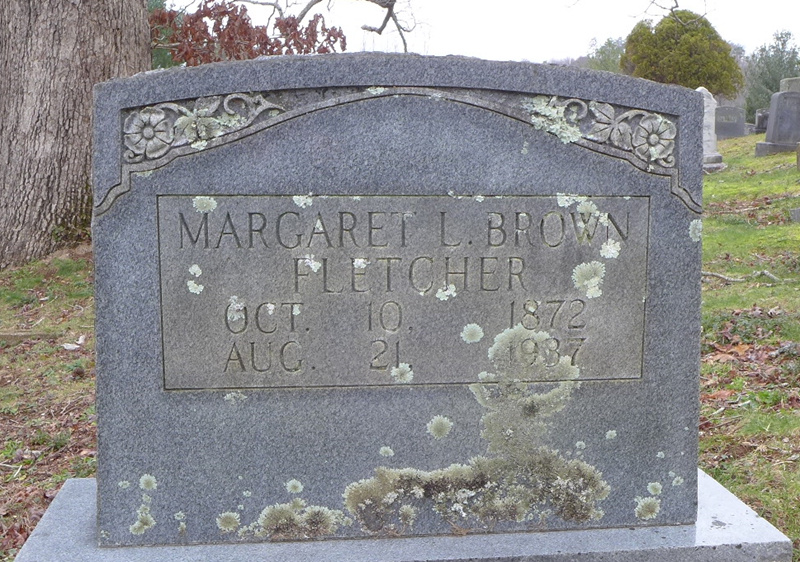 MARGARET L. BROWN
FLETCHER
OCT. 10, 1872
AUG. 21 1937